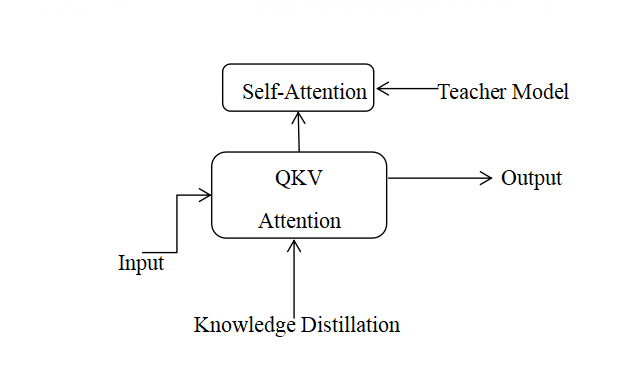 Self-Attention
Teacher Model
QKV
Attention
Output
Input
Knowledge Distillation